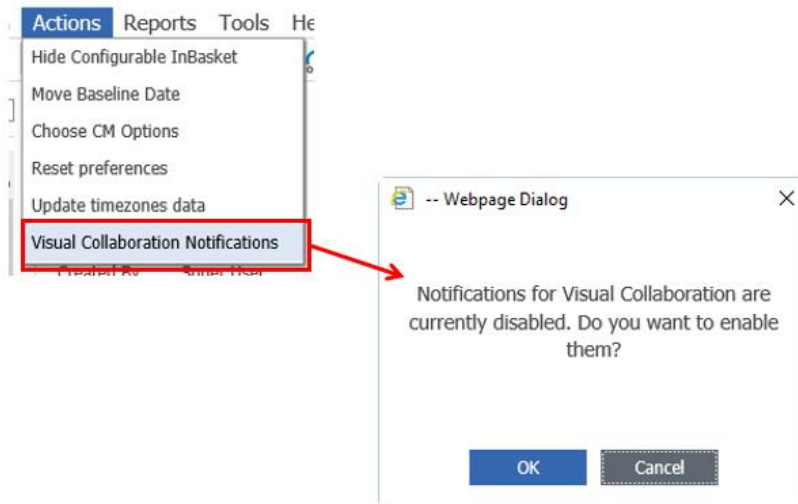 Actions Reports Tools He
Hide Configurable InBasket
Move Baseline Date
Choose CM Options
Reset preferences
Update timezones data
Visual Collaboration Notifications
Created By Super User
-- Webpage Dialog
Notifications for Visual Collaboration are
currently disabled. Do you want to enable
them?
OK Cancel